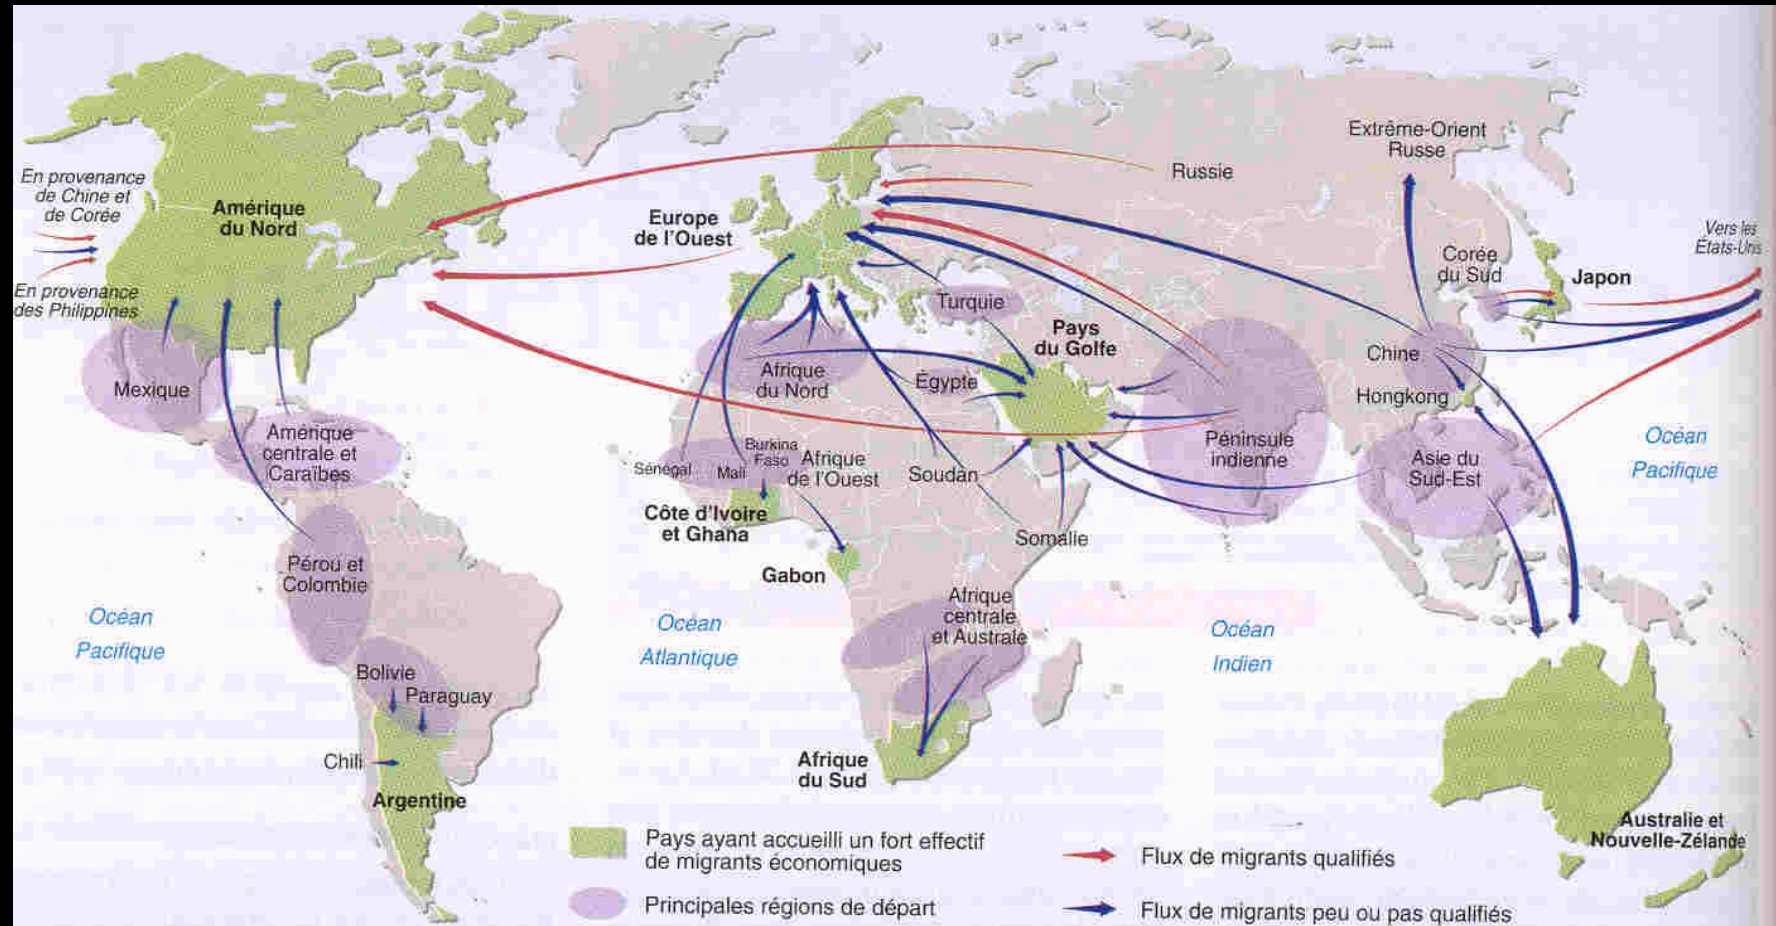 En provenance
de Chine et
de Corée
Amérique
du Nord
En provenance
des Philippines
Mexique
Amérique
centrale et
Caraïbes
Pérou et
Colombie
Océan
Pacifique
Bolivie
Paraguay
Chili
Argentine
Europe
de l'Ouest
Russie
Extrême-Orient
Russe
Turquie
Pays
du Golfe
Afrique
du Nord
Égypte
Corée
du Sud
Japon
Vers les
États-Unis
Chine
Hongkong
Sénégal
Mali
Burkina
Faso
Afrique
de l'Ouest
Soudan
Péninsule
indienne
Asie du
Sud-Est
Océan
Pacifique
Côte d'Ivoire
et Ghana
Gabon
Somalie
Afrique
centrale
et Australe
Océan
Atlantique
Océan
Indien
Afrique
du Sud
Australie et
Nouvelle-Zélande
Pays ayant accueilli un fort effectif
de migrants économiques
Principales régions de départ
Flux de migrants qualifiés
Flux de migrants peu ou pas qualifiés